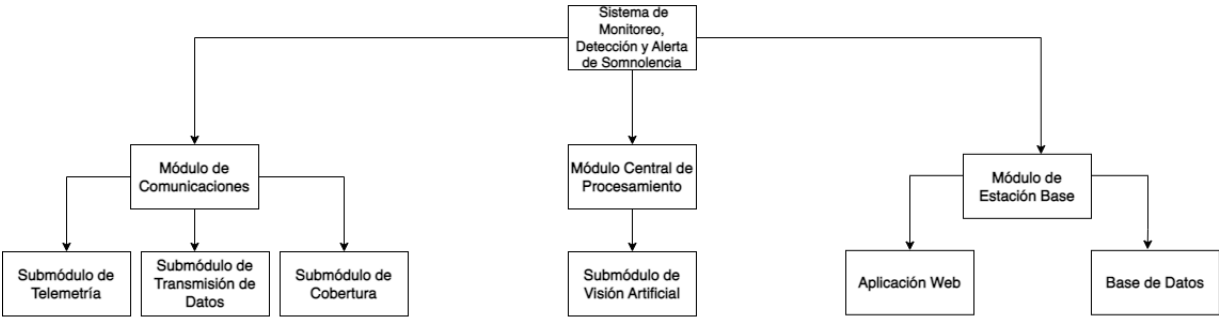 Sistema de
Monitoreo,
Detección y Alerta
de Somnolencia
Módulo de
Comunicaciones
Módulo Central de
Procesamiento
Módulo de
Estación Base
Submódulo de
Telemetría
Submódulo de
Transmisión de
Datos
Submódulo de
Cobertura
Submódulo de
Visión Artificial
Aplicación Web
Base de Datos